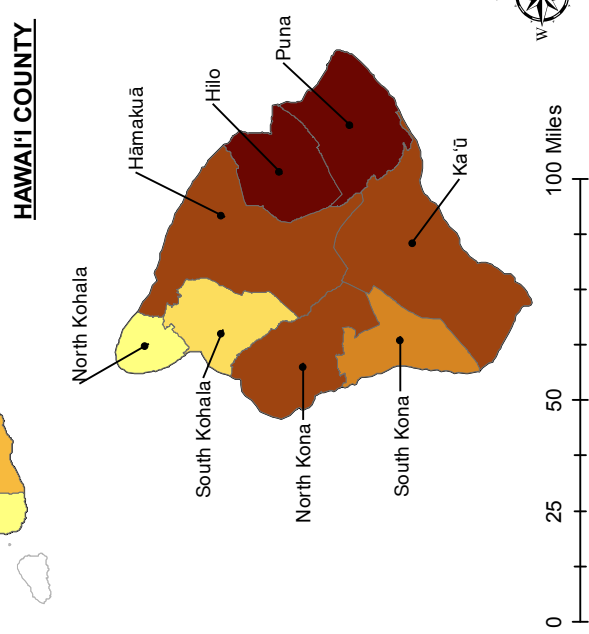 HAWAIʻI COUNTY
North Kohala
Hāmakuā
Hilo
Puna
South Kohala
North Kona
South Kona
Kaʻū
W
0 25 50 100 Miles